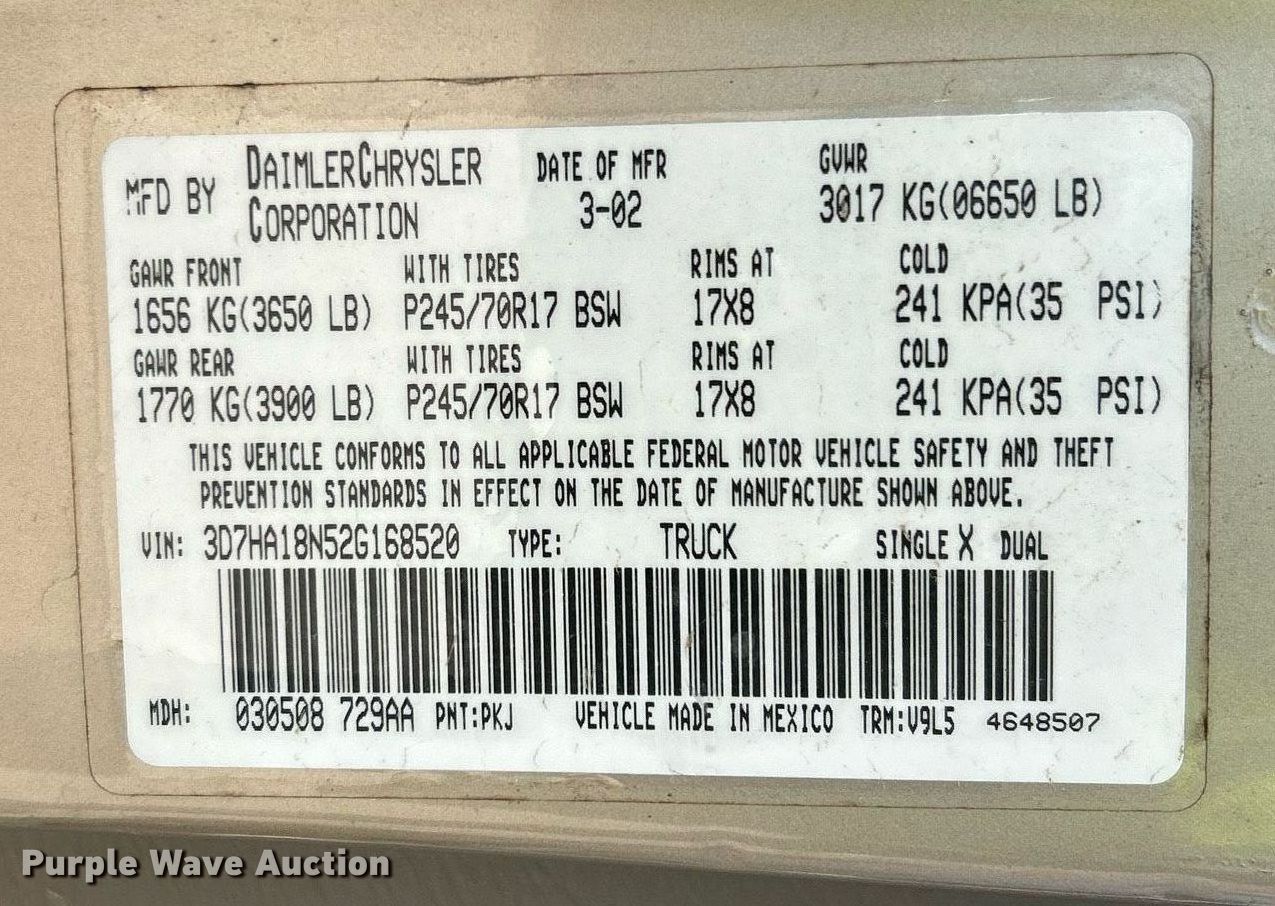 MFD BY DAIMLERCHRYSLER CORPORATION DATE OF MFR 3-02 GVWR 3017 KG(06650 LB)
GAWR FRONT WITH TIRES RIMS AT COLD
1656 KG(3650 LB) P245/70R17 BSW 17X8 241 KPA(35 PSI)
GAWR REAR WITH TIRES RIMS AT COLD
1770 KG(3900 LB) P245/70R17 BSW 17X8 241 KPA(35 PSI)
THIS VEHICLE CONFORMS TO ALL APPLICABLE FEDERAL MOTOR VEHICLE SAFETY AND THEFT
PREVENTION STANDARDS IN EFFECT ON THE DATE OF MANUFACTURE SHOWN ABOVE.
VIN: 3D7HA18N52G168520 TYPE: TRUCK SINGLE X DUAL
MDH: 030508 729AA PNT:PKJ VEHICLE MADE IN MEXICO TRM:V9L5 4648507
Purple Wave Auction